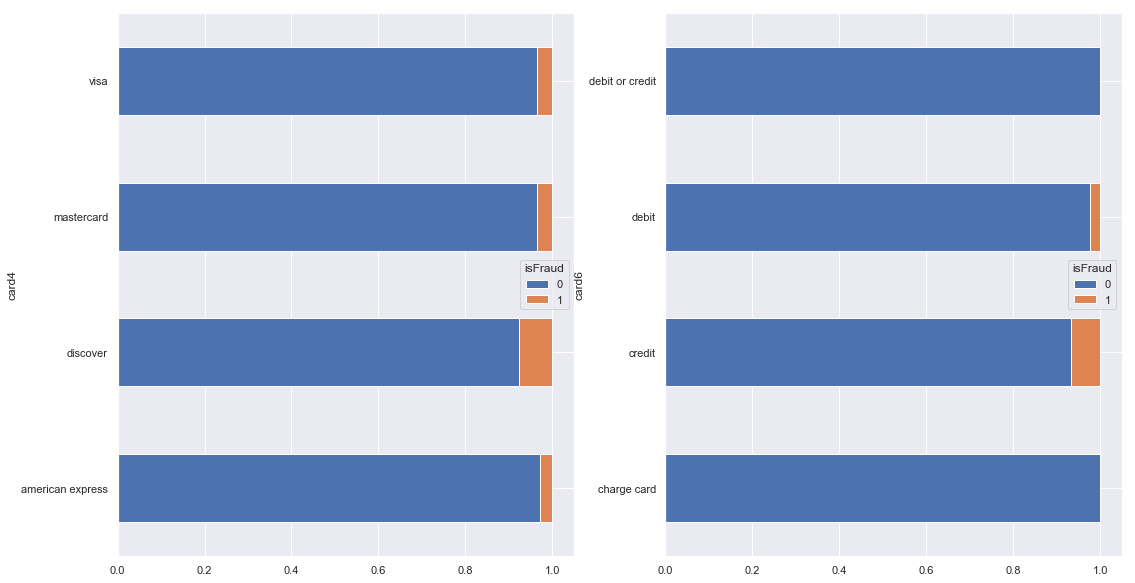 card4
visa
mastercard
discover
american express
0.0 0.2 0.4 0.6 0.8 1.0
isFraud
0
1
card6
debit or credit
debit
credit
charge card
0.0 0.2 0.4 0.6 0.8 1.0
isFraud
0
1